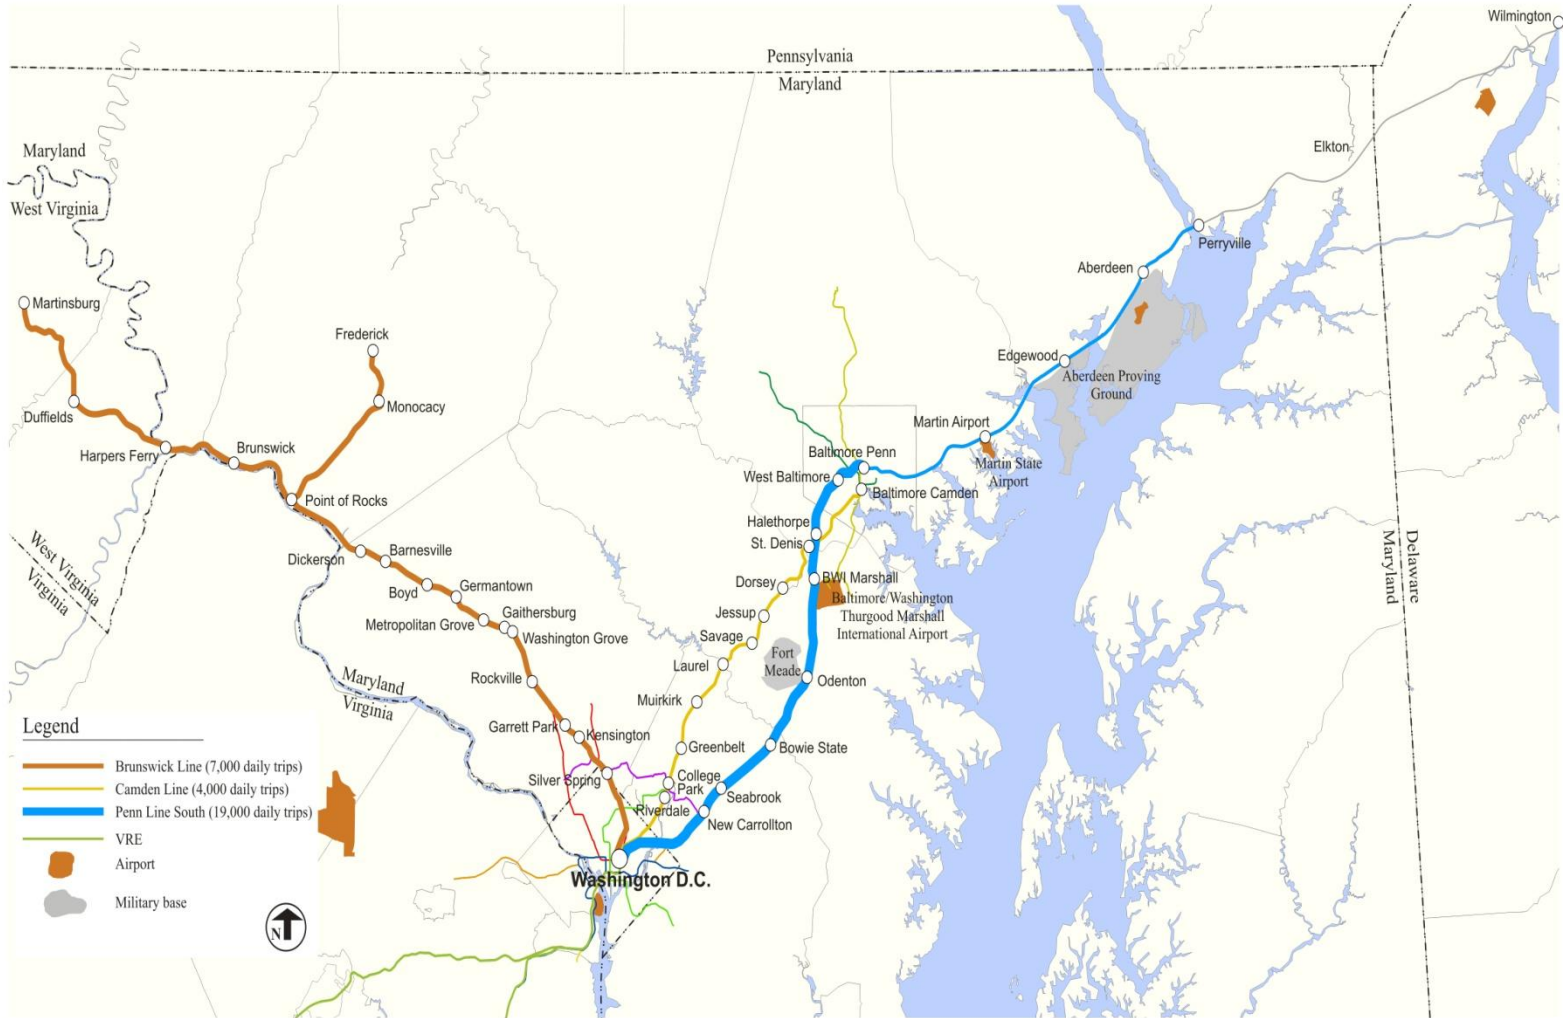 Wilmington
Pennsylvania
Maryland
Elkton
Maryland
West Virginia
Perryville
Aberdeen
Martinsburg
Frederick
Edgewood
Aberdeen Proving
Ground
Duffields
Monocacy
Martin Airport
Harpers Ferry
Brunswick
Baltimore Penn
Martin State
Airport
West Baltimore
Baltimore Camden
Point of Rocks
Halethorpe
St. Denis
West Virginia
Virginia
Dickerson
Barnesville
Delaware
Maryland
BWI Marshall
Dorsey
Boyd
Germantown
Baltimore/Washington
Thurgood Marshall
International Airport
Jessup
Gaithersburg
Metropolitan Grove
Washington Grove
Savage
Fort
Meade
Laurel
Rockville
Odenton
Maryland
Virginia
Muirkirk
Garrett Park
Kensington
Greenbelt
Bowie State
Silver Spring
College
Park
Riverdale
Seabrook
New Carrollton
Washington D.C.
Legend
Brunswick Line (7,000 daily trips)
Camden Line (4,000 daily trips)
Penn Line South (19,000 daily trips)
VRE
Airport
Military base
N